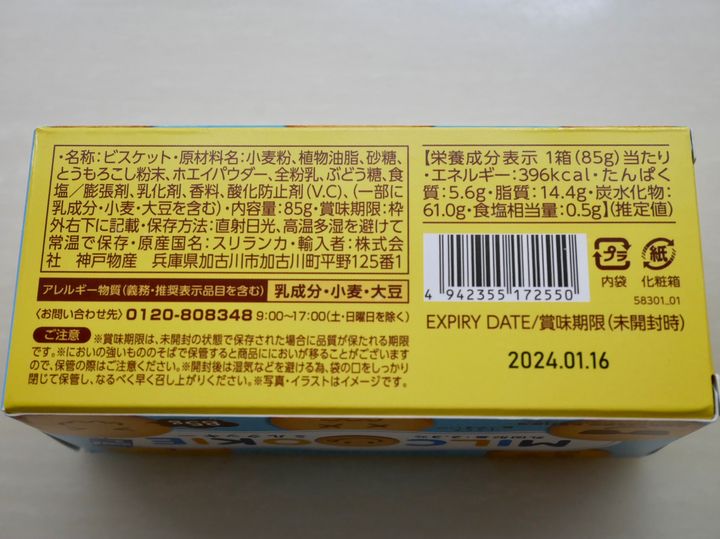 ・名称：ビスケット・原材料名：小麦粉、植物油脂、砂糖、
とうもろこし粉末、ホエイパウダー、全粉乳、ぶどう糖、食
塩／膨張剤、乳化剤、香料、酸化防止剤(V.C)、(一部に
乳成分・小麦・大豆を含む)・内容量：85g・賞味期限：枠
外右下に記載・保存方法：直射日光、高温多湿を避けて
常温で保存・原産国名：スリランカ・輸入者：株式会
社 神戸物産 兵庫県加古川市加古川町平野125番1
アレルギー物質(義務・推奨表示品目を含む) 乳成分・小麦・大豆
〈お問い合わせ先〉 0120-808348 9:00～17:00(土・日曜日を除く)
ご注意 ※賞味期限は、未開封の状態で保存された場合に品質が保たれる期限
です。※においの強いもののそばで保管すると商品ににおいが移ることがございます
ので、保管の際はご注意ください。※開封後は湿気などを避ける為、袋の口をしっかり
閉じて保管し、なるべく早く召し上がりください。※写真・イラストはイメージです。
【栄養成分表示 1箱(85g)当たり
・エネルギー：396kcal・たんぱく
質：5.6g・脂質：14.4g・炭水化物：
61.0g・食塩相当量：0.5g】(推定値)
4 942355 172550
プラ
内袋
紙
化粧箱
58301_01
EXPIRY DATE/賞味期限(未開封時)
2024.01.16
85g
ミルクッキー